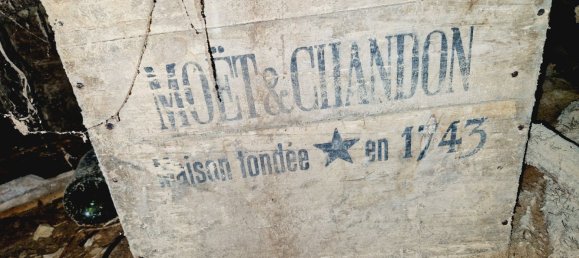 MOËT & CHANDON
Maison fondée ★ en 1743